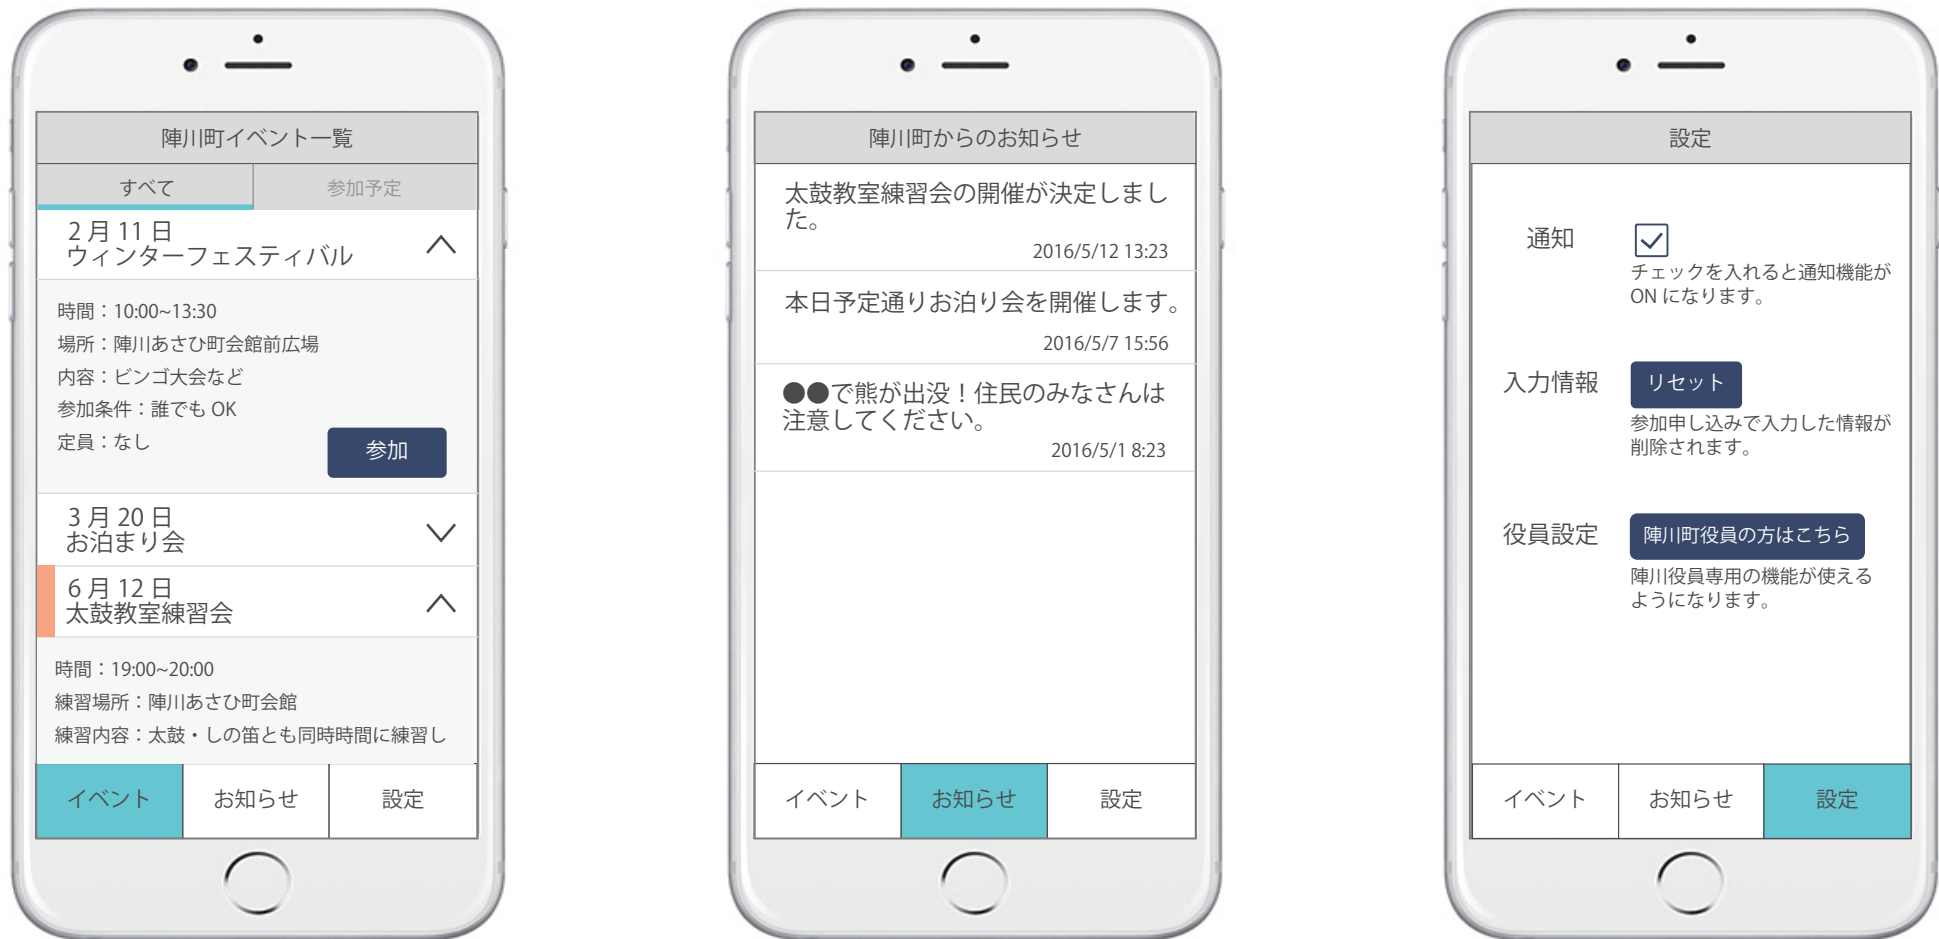 陣川町イベント一覧
すべて
参加予定
2月11日
ウィンターフェスティバル
時間：10:00~13:30
場所：陣川あさひ町会館前広場
内容：ビンゴ大会など
参加条件：誰でも OK
定員：なし
参加
3月20日
お泊まり会
6月12日
太鼓教室練習会
時間：19:00~20:00
練習場所：陣川あさひ町会館
練習内容：太鼓・しの笛とも同時時間に練習し
イベント
お知らせ
設定
陣川町からのお知らせ
太鼓教室練習会の開催が決定しまし
た。
2016/5/12 13:23
本日予定通りお泊り会を開催します。
2016/5/7 15:56
●●で熊が出没！住民のみなさんは
注意してください。
2016/5/1 8:23
イベント
お知らせ
設定
設定
通知
チェックを入れると通知機能が
ON になります。
入力情報
リセット
参加申し込みで入力した情報が
削除されます。
役員設定
陣川町役員の方はこちら
陣川役員専用の機能が使える
ようになります。
イベント
お知らせ
設定